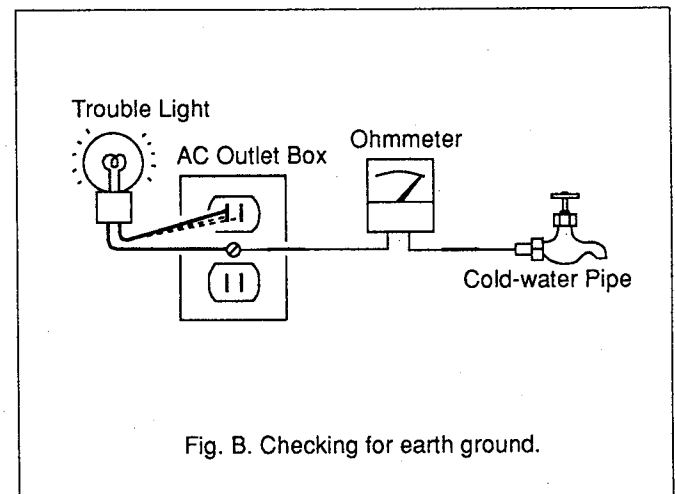 Trouble Light
AC Outlet Box
Ohmmeter
Cold-water Pipe
Fig. B. Checking for earth ground.